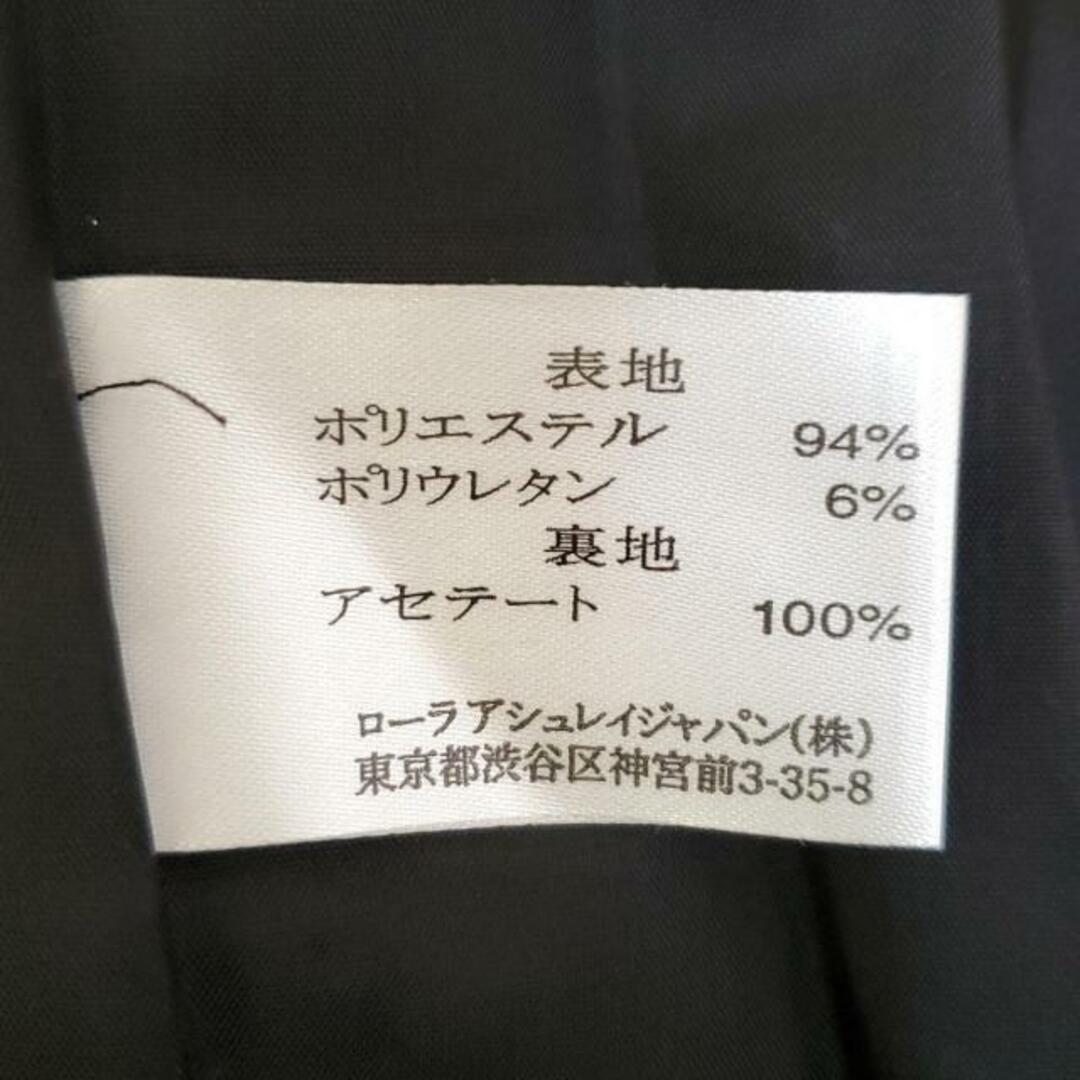 表地
ポリエステル 94%
ポリウレタン 6%
裏地
アセテート 100%
ローラアシュレイジャパン(株)
東京都渋谷区神宮前3-35-8